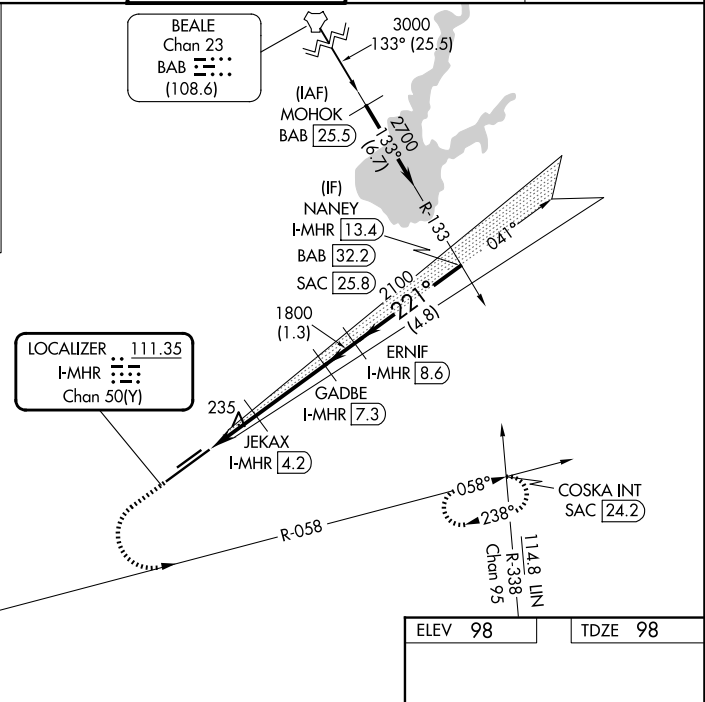 BEALE
Chan 23
BAB
(108.6)
3000
133° (25.5)
(IAF)
MOHOK
BAB 25.5
2700
133°
(6.7)
(IF)
NANEY
I-MHR 13.4
BAB 32.2
SAC 25.8
R-133
041°
2100
221°
(4.8)
1800
(1.3)
ERNIF
I-MHR 8.6
GADBE
I-MHR 7.3
LOCALIZER 111.35
I-MHR
Chan 50(Y)
235
JEKAX
I-MHR 4.2
058°
238°
COSKA INT
SAC 24.2
R-058
114.8 LIN
R-338
Chan 95
ELEV 98
TDZE 98